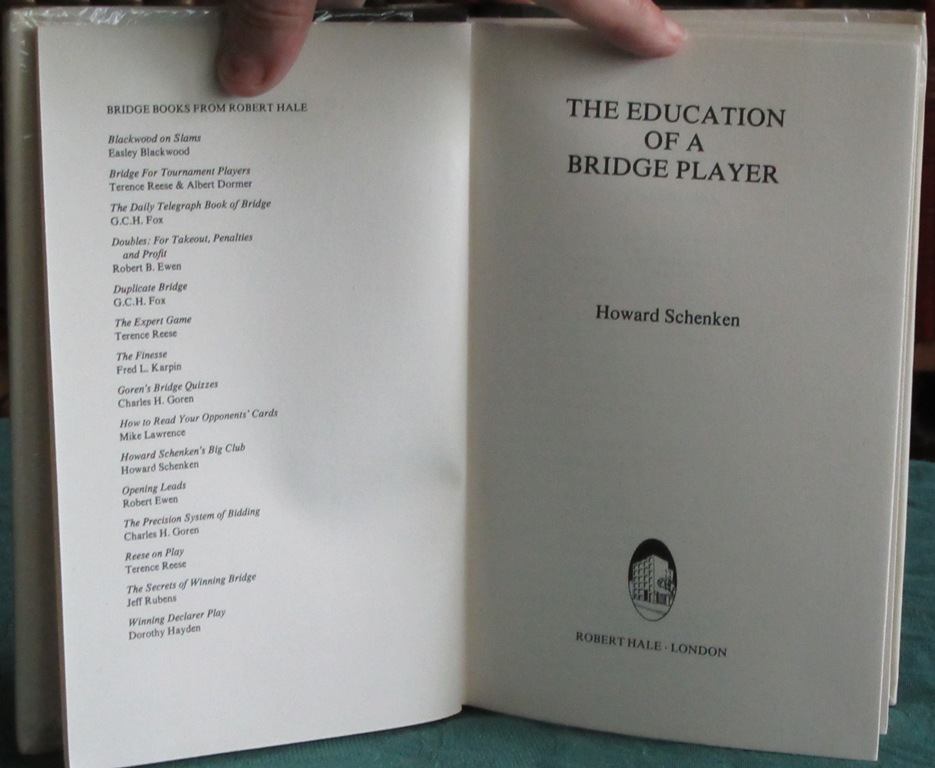 BRIDGE BOOKS FROM ROBERT HALE
Blackwood on Slams
Easley Blackwood
Bridge For Tournament Players
Terence Reese & Albert Dormer
The Daily Telegraph Book of Bridge
G.C.H. Fox
Doubles: For Takeout, Penalties
and Profit
Robert B. Ewen
Duplicate Bridge
G.C.H. Fox
The Expert Game
Terence Reese
The Finesse
Fred L. Karpin
Goren's Bridge Quizzes
Charles H. Goren
How to Read Your Opponents' Cards
Mike Lawrence
Howard Schenken's Big Club
Howard Schenken
Opening Leads
Robert Ewen
The Precision System of Bidding
Charles H. Goren
Reese on Play
Terence Reese
The Secrets of Winning Bridge
Jeff Rubens
Winning Declarer Play
Dorothy Hayden
THE EDUCATION
OF A
BRIDGE PLAYER
Howard Schenken
ROBERT HALE · LONDON